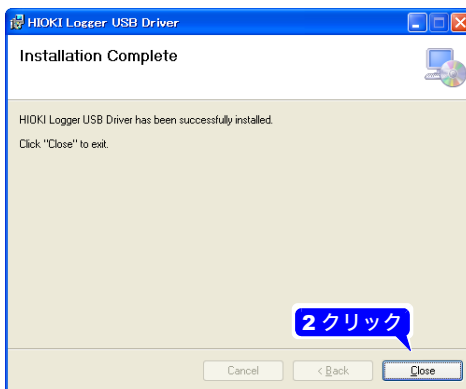 HIOKI Logger USB Driver
Installation Complete
HIOKI Logger USB Driver has been successfully installed.
Click "Close" to exit.
2 クリック
Cancel
< Back
Close